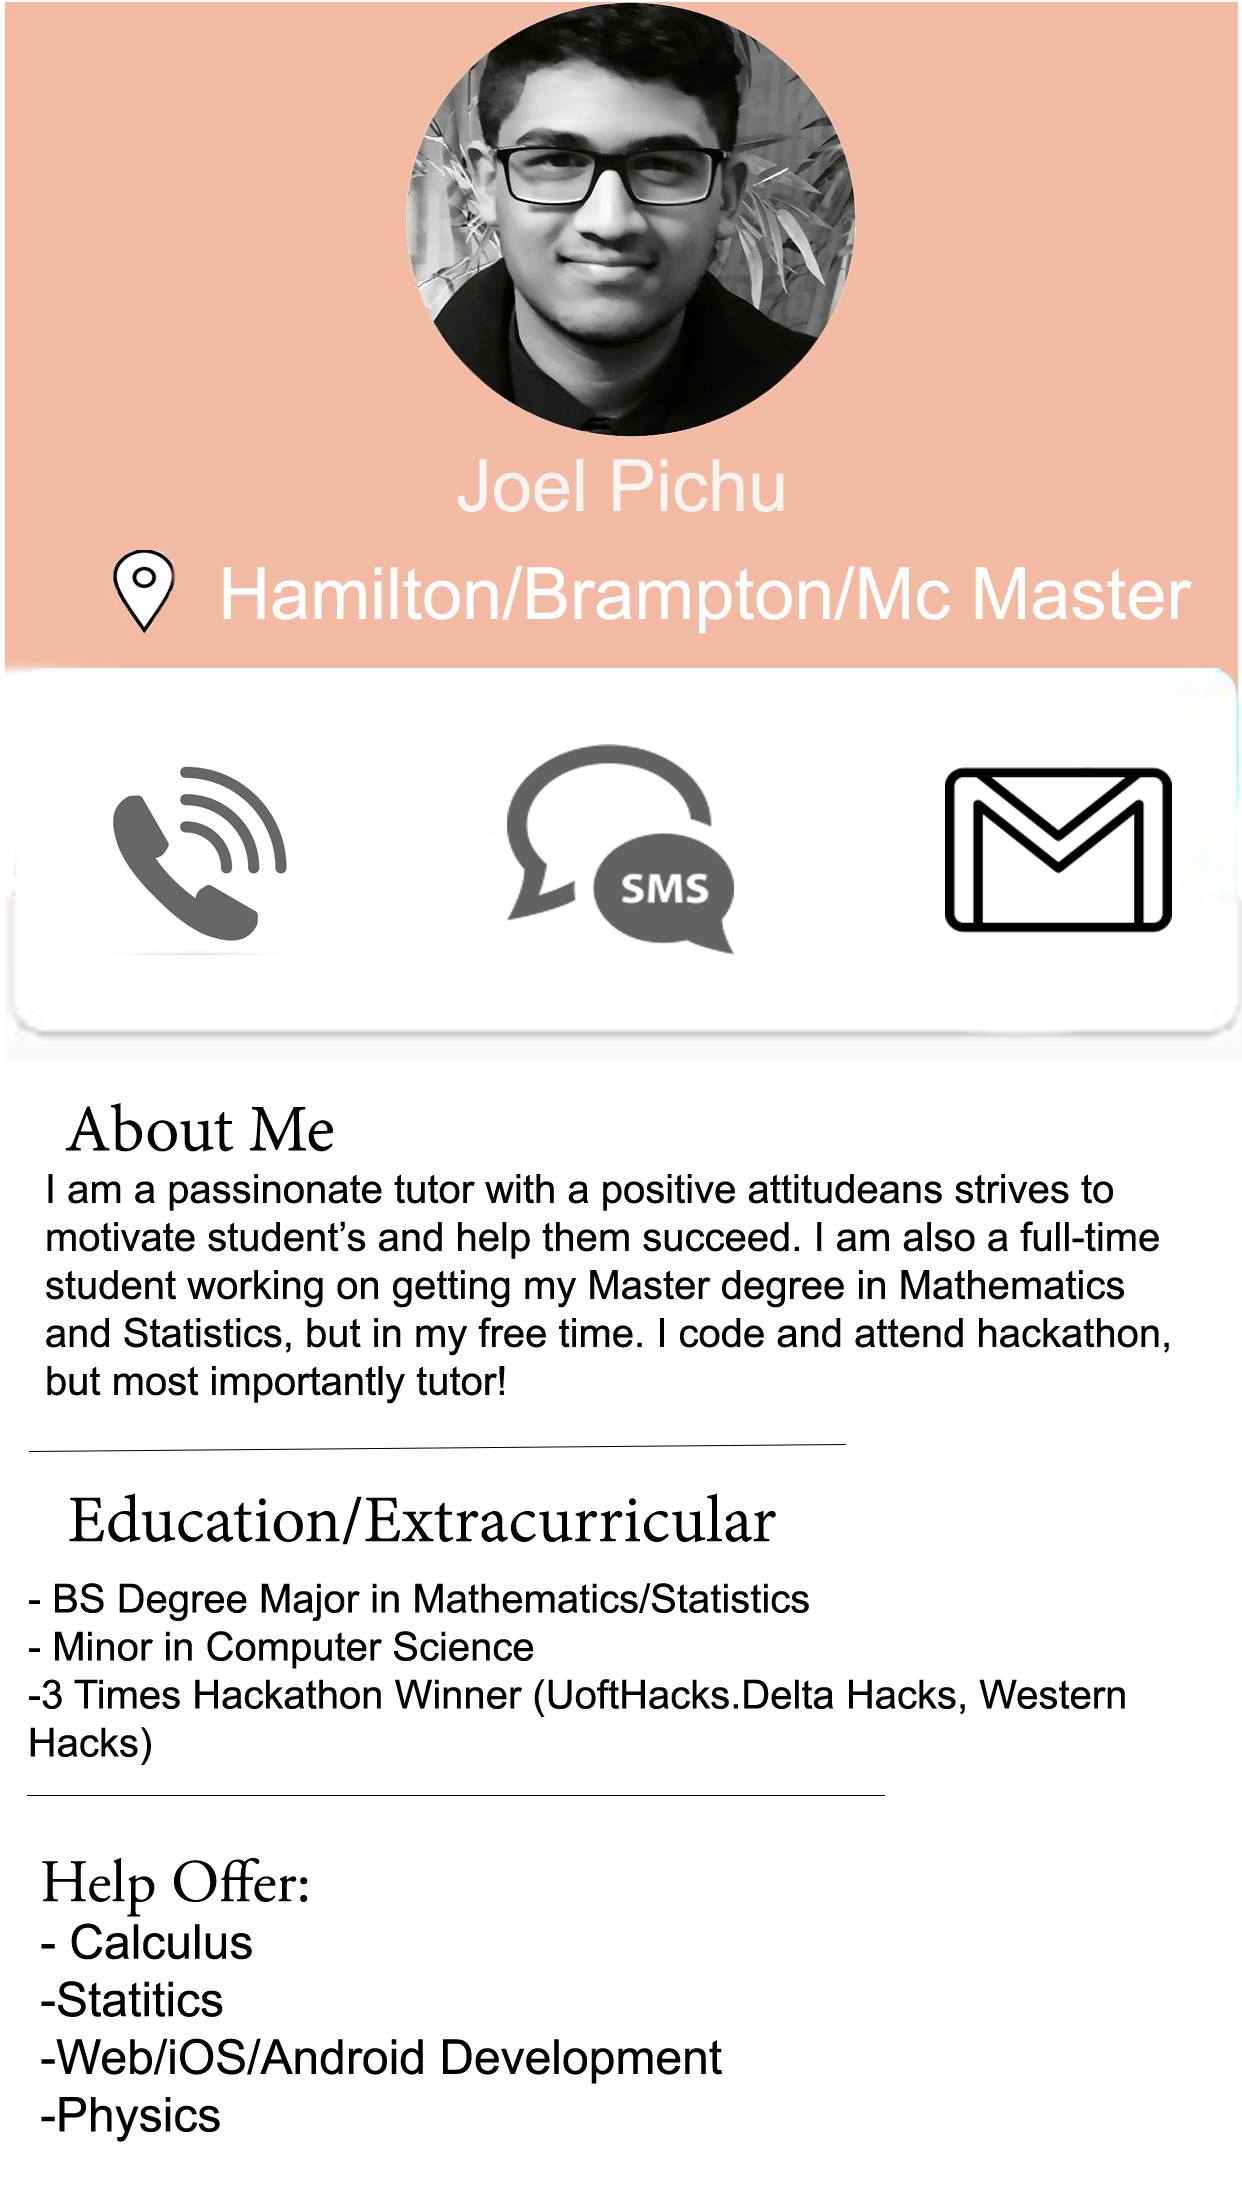 Joel Pichu
Hamilton/Brampton/Mc Master
SMS
About Me
I am a passinonate tutor with a positive attitudeans strives to
motivate student’s and help them succeed. I am also a full-time
student working on getting my Master degree in Mathematics
and Statistics, but in my free time. I code and attend hackathon,
but most importantly tutor!
Education/Extracurricular
- BS Degree Major in Mathematics/Statistics
- Minor in Computer Science
-3 Times Hackathon Winner (UoftHacks.Delta Hacks, Western
Hacks)
Help Offer:
- Calculus
-Statitics
-Web/iOS/Android Development
-Physics